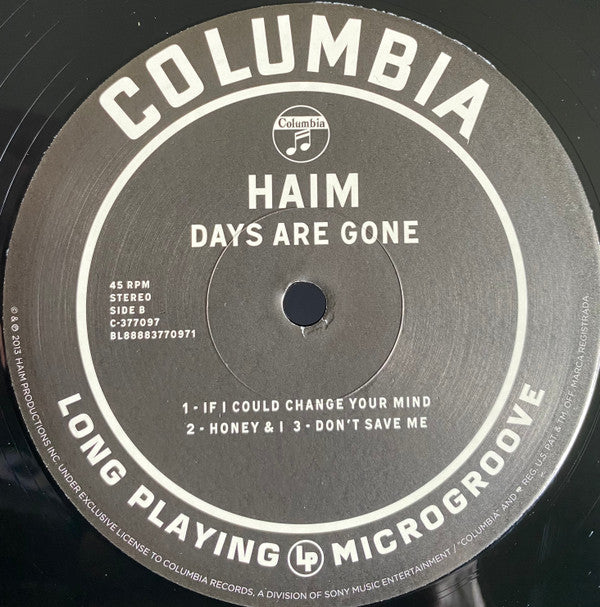 COLUMBIA
Columbia
HAIM
DAYS ARE GONE
45 RPM
STEREO
SIDE B
C-377097
BL88883770971
1 - IF I COULD CHANGE YOUR MIND
2 - HONEY & I 3 - DON'T SAVE ME
LONG PLAYING LP MICROGROOVE
© & ℗ 2013 HAIM PRODUCTIONS INC. UNDER EXCLUSIVE LICENSE TO COLUMBIA RECORDS, A DIVISION OF SONY MUSIC ENTERTAINMENT / "COLUMBIA" AND REG. U.S. PAT. & T.M. OFF. MARCA REGISTRADA.